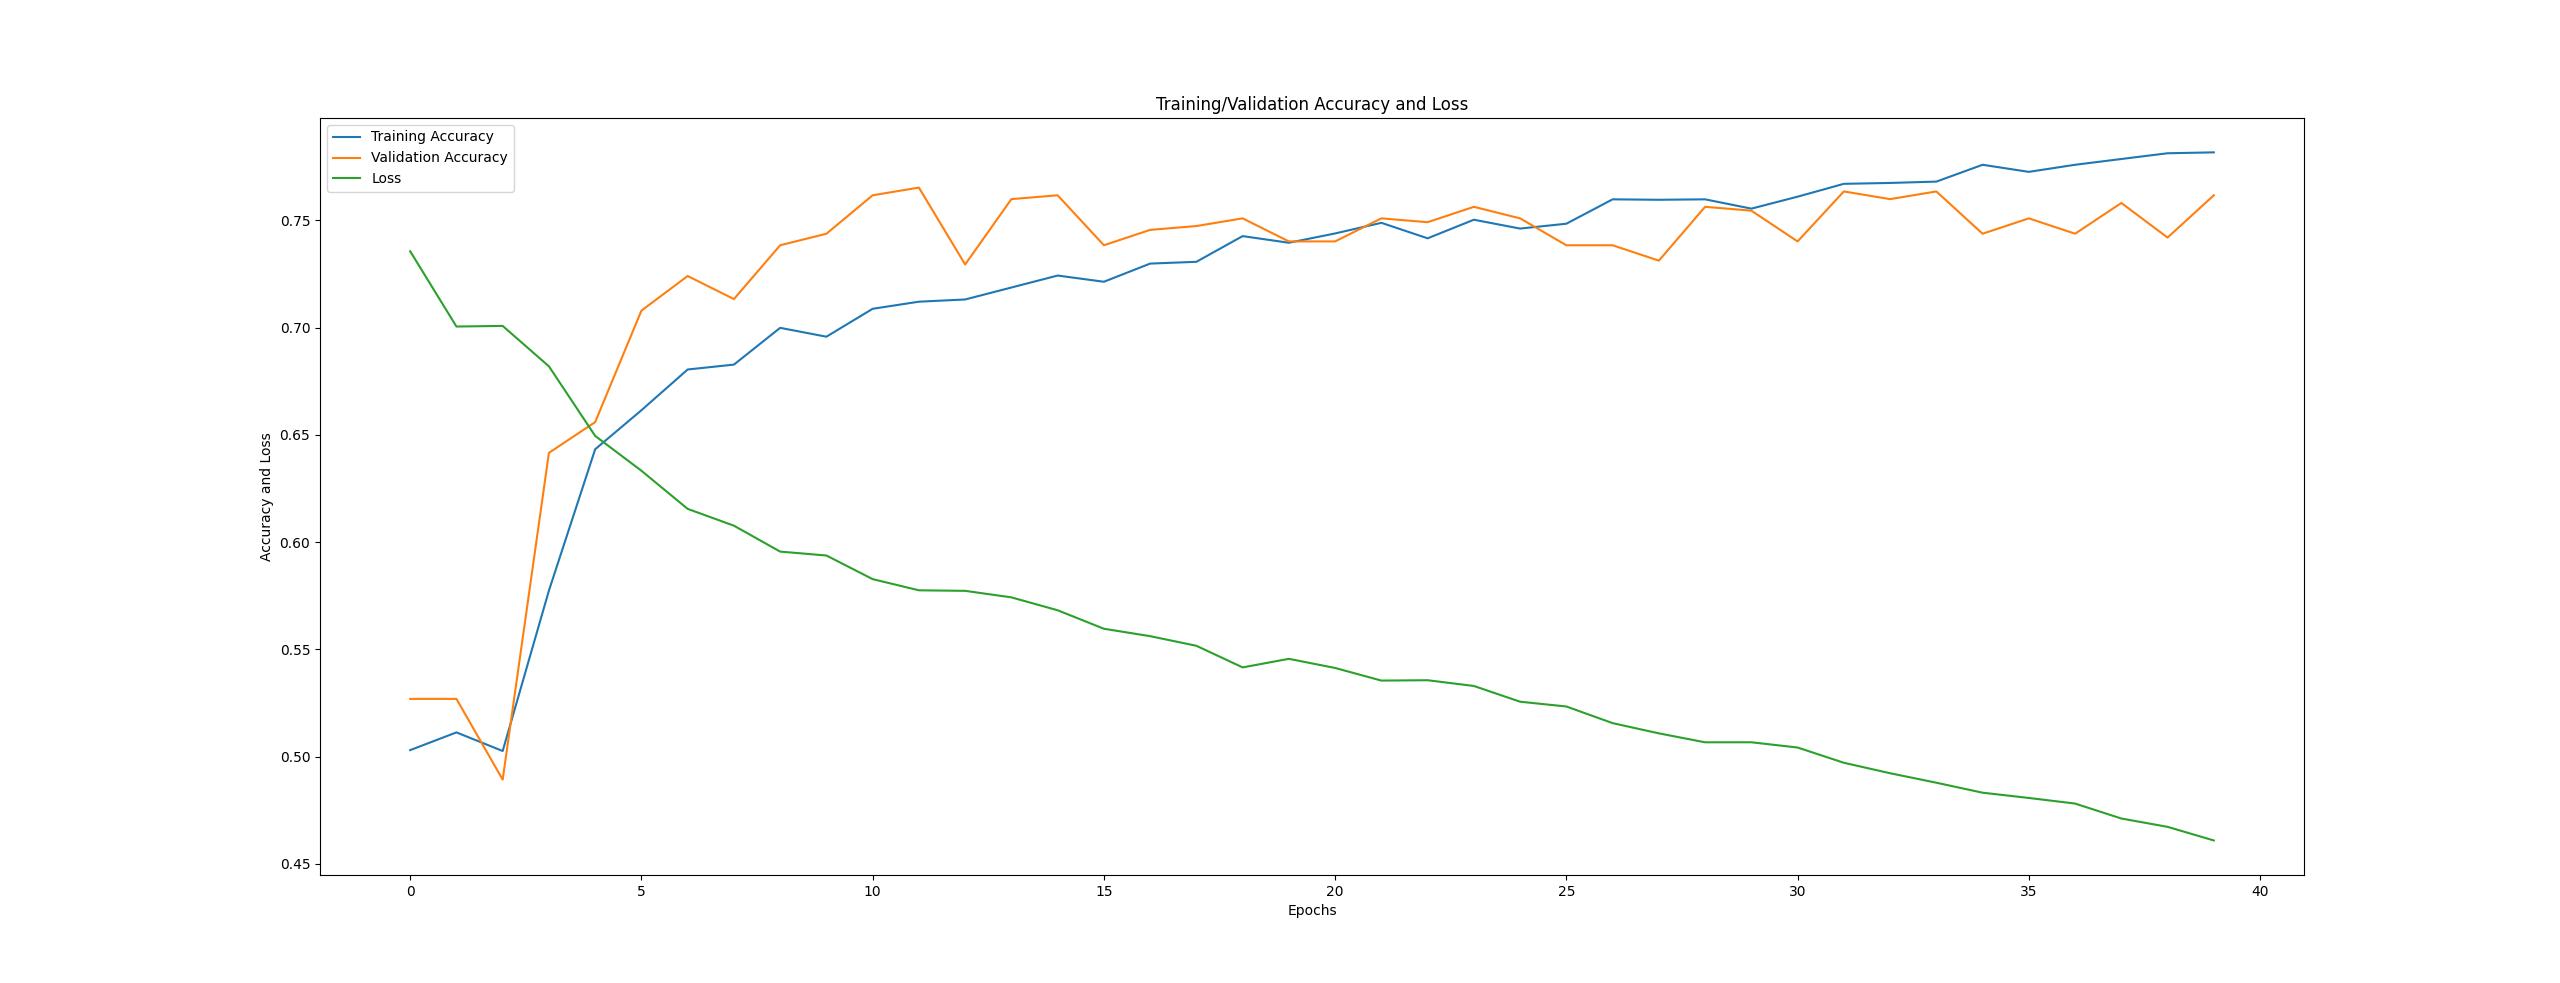 Training/Validation Accuracy and Loss
Training Accuracy
Validation Accuracy
Loss
Accuracy and Loss
0.75
0.70
0.65
0.60
0.55
0.50
0.45
0 5 10 15 20 25 30 35 40
Epochs